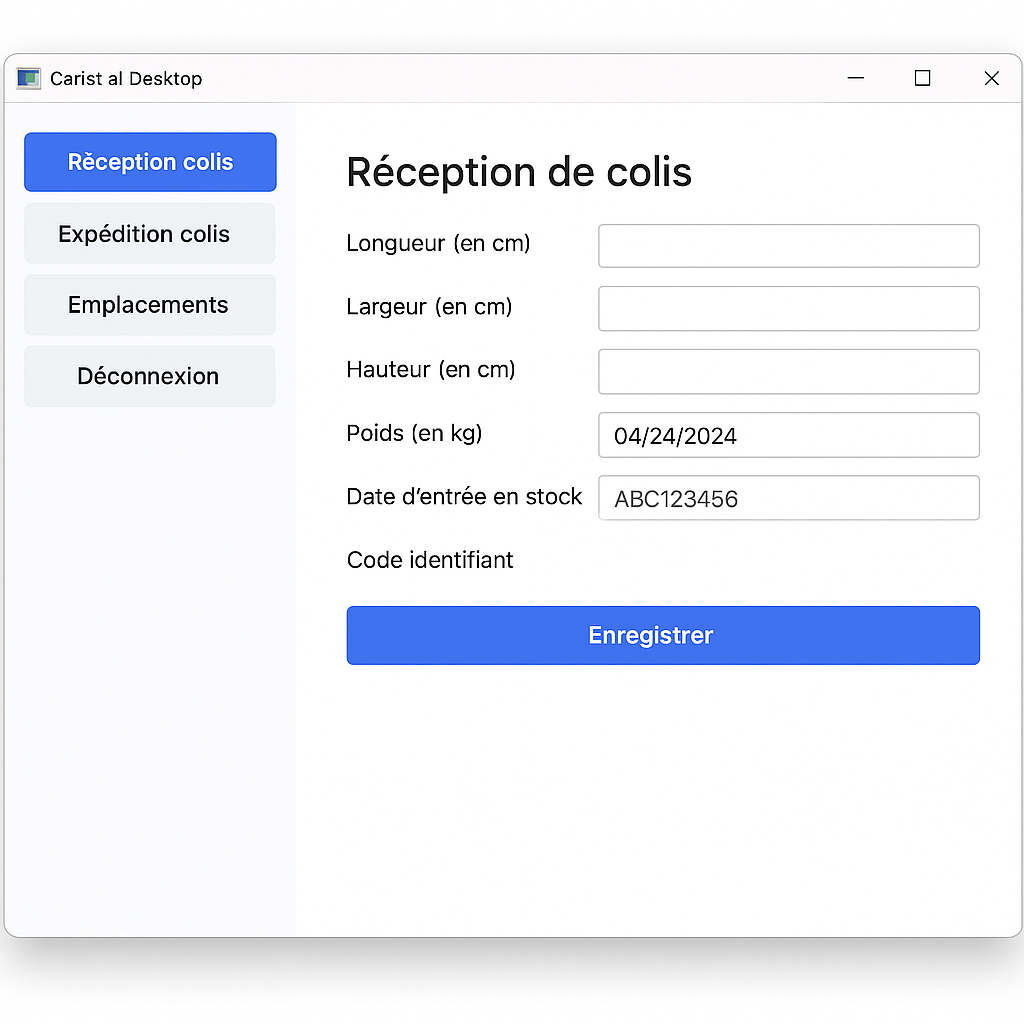 Carist al Desktop
Rěception colis
Expédition colis
Emplacements
Déconnexion
Réception de colis
Longueur (en cm)
Largeur (en cm)
Hauteur (en cm)
Poids (en kg) 04/24/2024
Date d’entrée en stock ABC123456
Code identifiant
Enregistrer